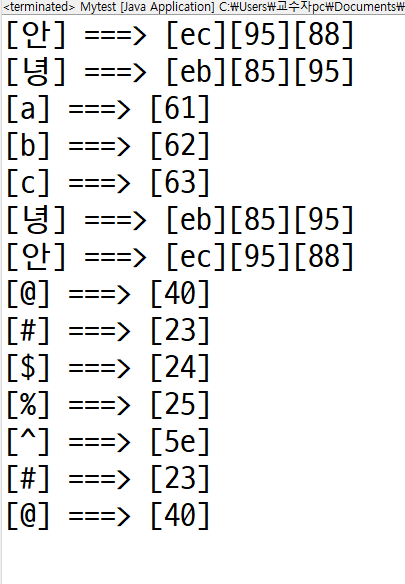 <terminated> Mytest [Java Application] C:₩Users₩교수자pc₩Documents₩
[안] ===> [ec][95][88]
[녕] ===> [eb][85][95]
[a] ===> [61]
[b] ===> [62]
[c] ===> [63]
[녕] ===> [eb][85][95]
[안] ===> [ec][95][88]
[@] ===> [40]
[#] ===> [23]
[$] ===> [24]
[%] ===> [25]
[^] ===> [5e]
[#] ===> [23]
[@] ===> [40]